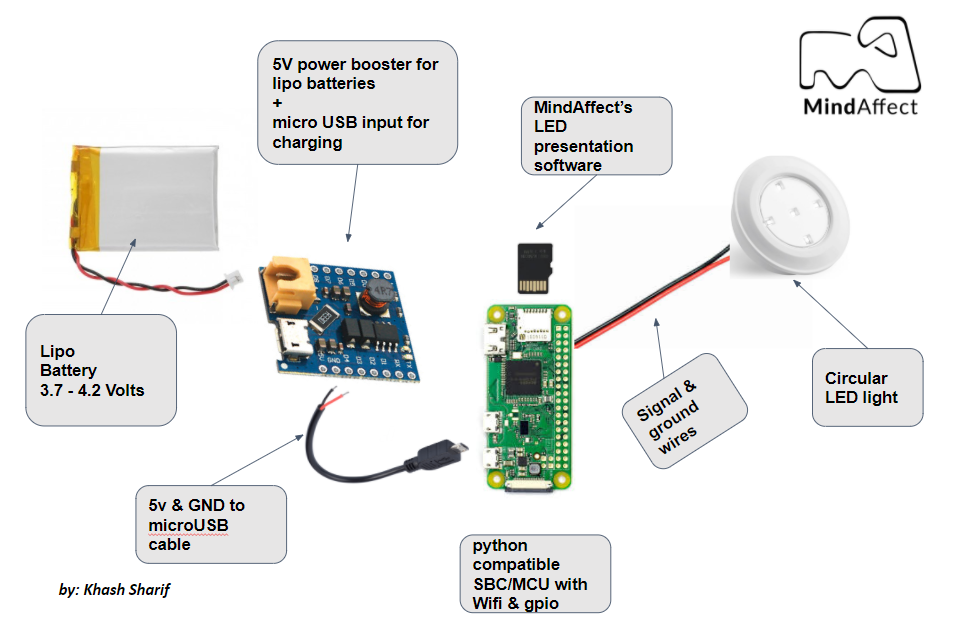 MindAffect
5V power booster for
lipo batteries
+
micro USB input for
charging
MindAffect's
LED
presentation
software
Lipo
Battery
3.7 - 4.2 Volts
4R7
Signal &
ground
wires
Circular
LED light
5v & GND to
microUSB
cable
python
compatible
SBC/MCU with
Wifi & gpio
by: Khash Sharif